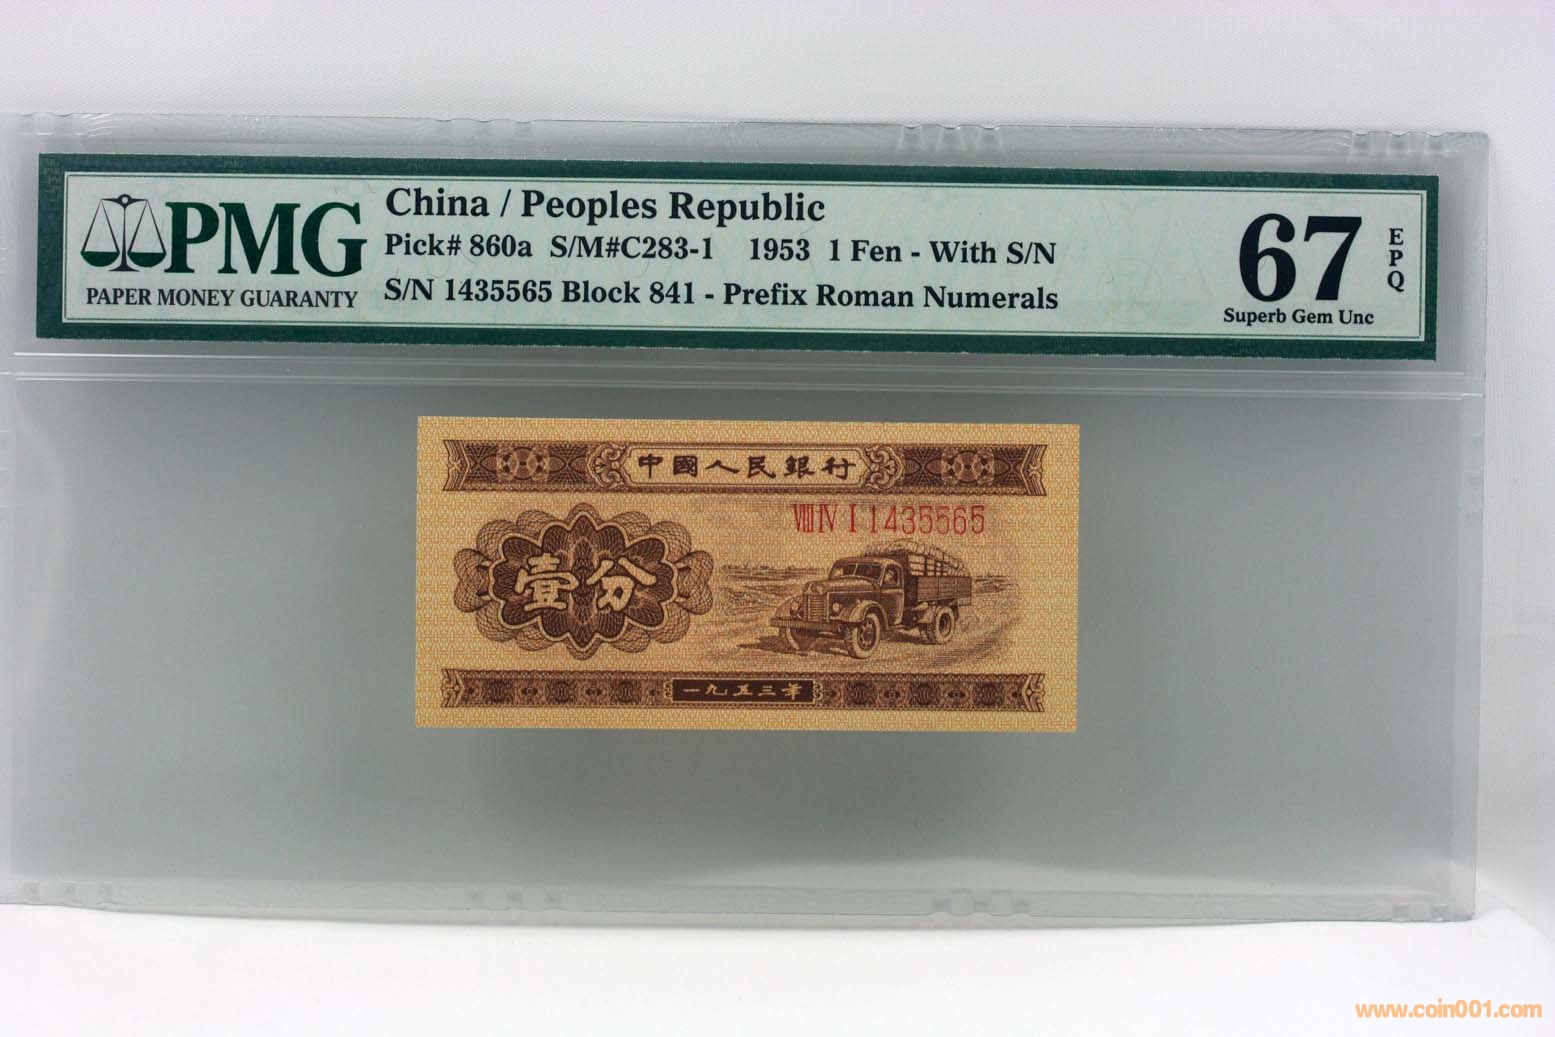 PMG
PAPER MONEY GUARANTY
China / Peoples Republic
Pick# 860a S/M#C283-1 1953 1 Fen - With S/N
S/N 1435565 Block 841 - Prefix Roman Numerals
67
EPQ
Superb Gem Unc
中國人民銀行
VIII IV I 1435565
壹分
一九五三年
www.coin001.com